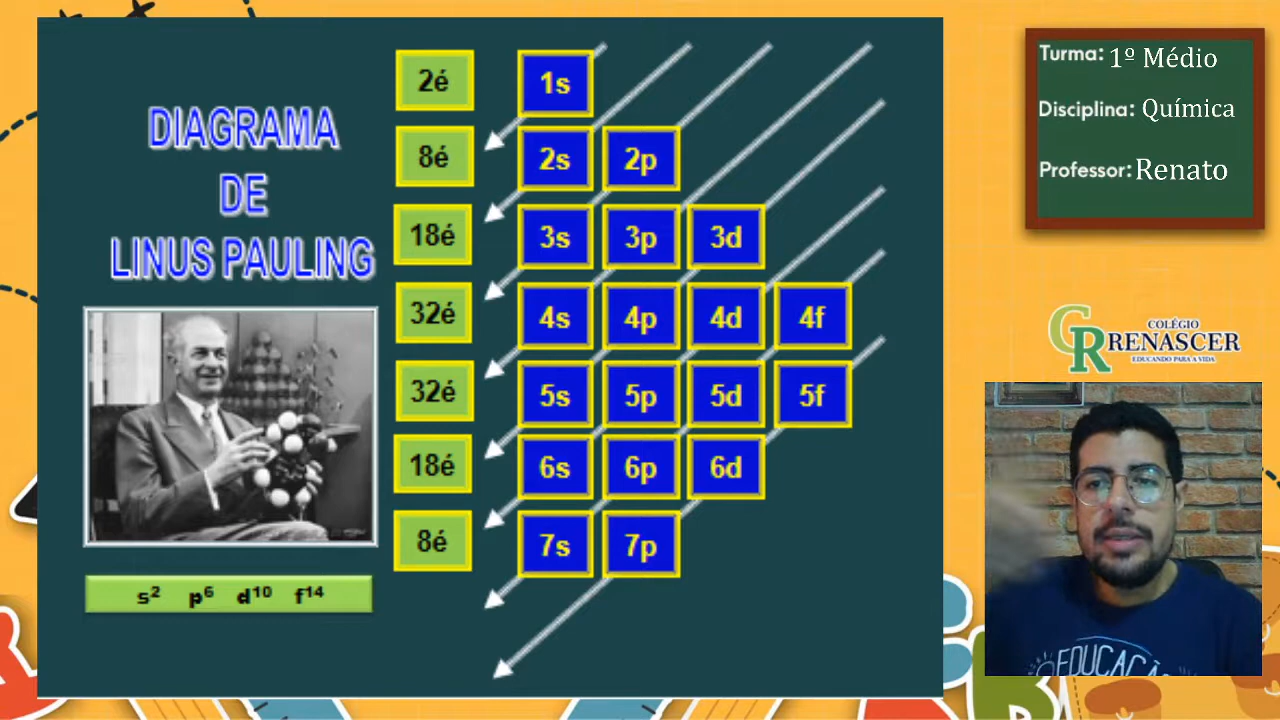 DIAGRAMA
DE
LINUS PAULING
s² p⁶ d¹⁰ f¹⁴
2é 1s
8é 2s 2p
18é 3s 3p 3d
32é 4s 4p 4d 4f
32é 5s 5p 5d 5f
18é 6s 6p 6d
8é 7s 7p
Turma: 1º Médio
Disciplina: Química
Professor: Renato
CR
COLÉGIO
RENASCER
EDUCANDO PARA A VIDA
EDUCAÇÃO